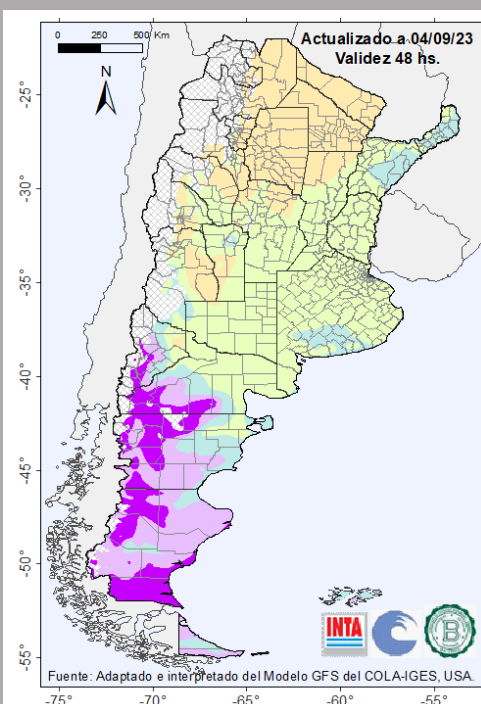 0 250 500 Km
Actualizado a 04/09/23
Validez 48 hs.
N
-25°
-30°
-35°
-40°
-45°
-50°
-55°
INTA
B
Fuente: Adaptado e interpretado del Modelo GFS del COLA-IGES, USA.
-75° -70° -65° -60° -55°